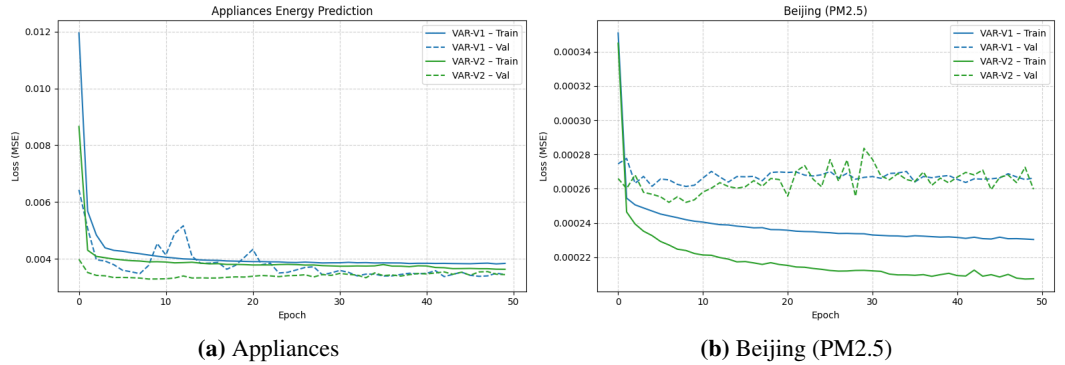 Appliances Energy Prediction
Loss (MSE)
0.012
0.010
0.008
0.006
0.004
0
10
20
30
40
50
Epoch
VAR-V1 – Train
VAR-V1 – Val
VAR-V2 – Train
VAR-V2 – Val
(a) Appliances
Beijing (PM2.5)
Loss (MSE)
0.00034
0.00032
0.00030
0.00028
0.00026
0.00024
0.00022
0
10
20
30
40
50
Epoch
VAR-V1 – Train
VAR-V1 – Val
VAR-V2 – Train
VAR-V2 – Val
(b) Beijing (PM2.5)